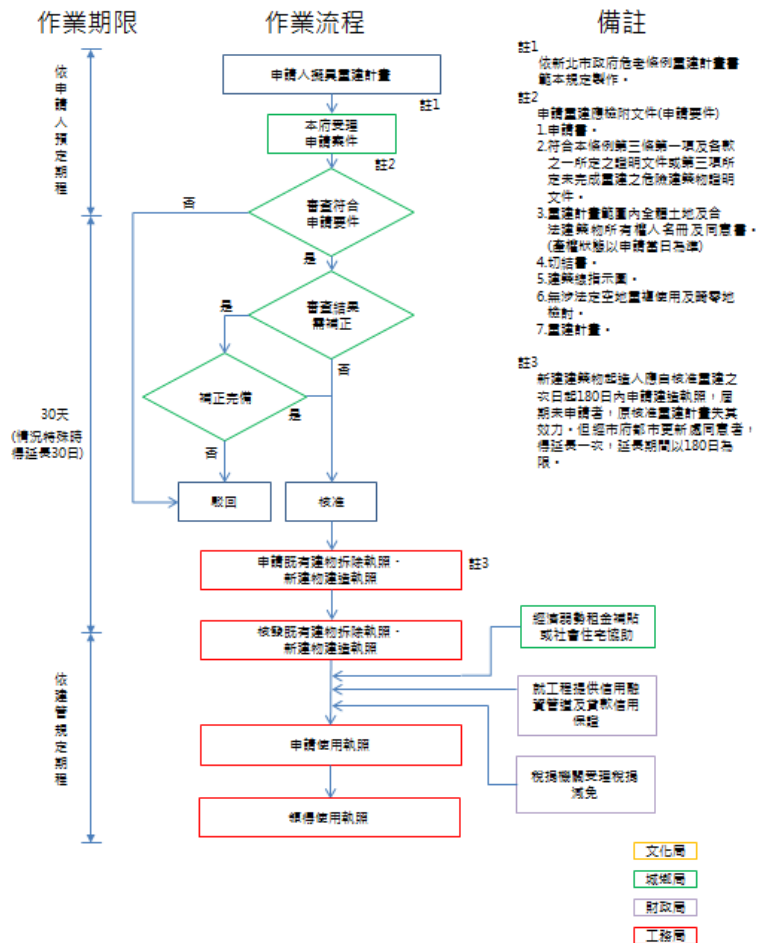 作業期限
作業流程
備註
依申請人預定期程
30天
(情況特殊時
得延長30日)
依建管規定期程
申請人擬具重建計畫
註1
本府受理
申請案件
註2
審查符合
申請要件
否
是
審查結果
需補正
是
否
補正完備
是
否
駁回
核准
申請既有建物拆除執照、
新建物建造執照
註3
核發既有建物拆除執照、
新建物建造執照
經濟弱勢租金補貼
或社會住宅協助
就工程提供信用融
資管道及貸款信用
保證
申請使用執照
稅捐機關受理稅捐
減免
領得使用執照
註1
依新北市政府危老條例重建計畫書
範本規定製作。
註2
申請重建應檢附文件(申請要件)
1.申請書。
2.符合本條例第三條第一項及各款
之一所定之證明文件或第三項所
定未完成重建之危險建築物證明
文件。
3.重建計畫範圍內全體土地及合
法建築物所有權人名冊及同意書。
(產權狀態以申請當日為準)
4.切結書。
5.建築線指示圖。
6.無涉法定空地重複使用及畸零地
檢討。
7.重建計畫。
註3
新建建築物起造人應自核准重建之
次日起180日內申請建造執照，屆
期未申請者，原核准重建計畫失其
效力。但經市府都市更新處同意者，
得延長一次，延長期間以180日為
限。
文化局
城鄉局
財政局
工務局